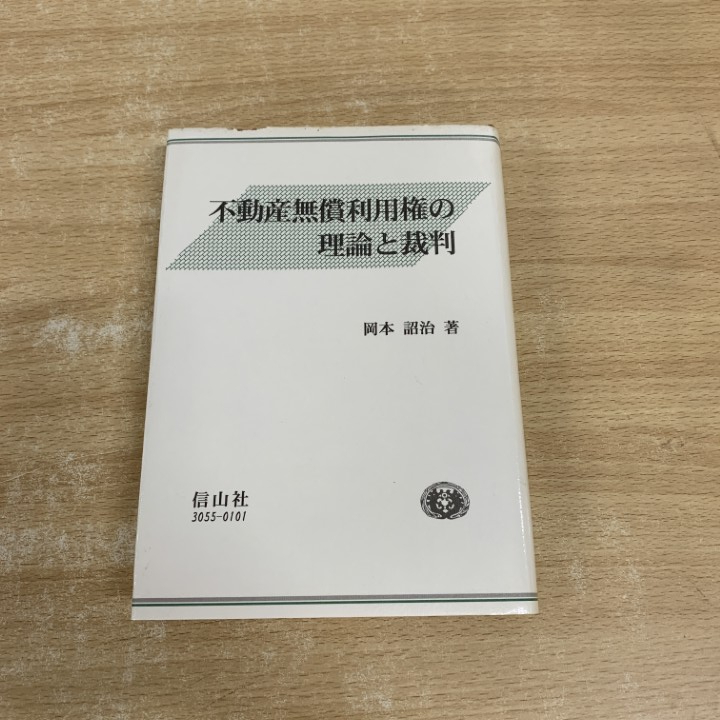 不動産無償利用権の
理論と裁判
岡本 詔治 著
信山社
3055-0101